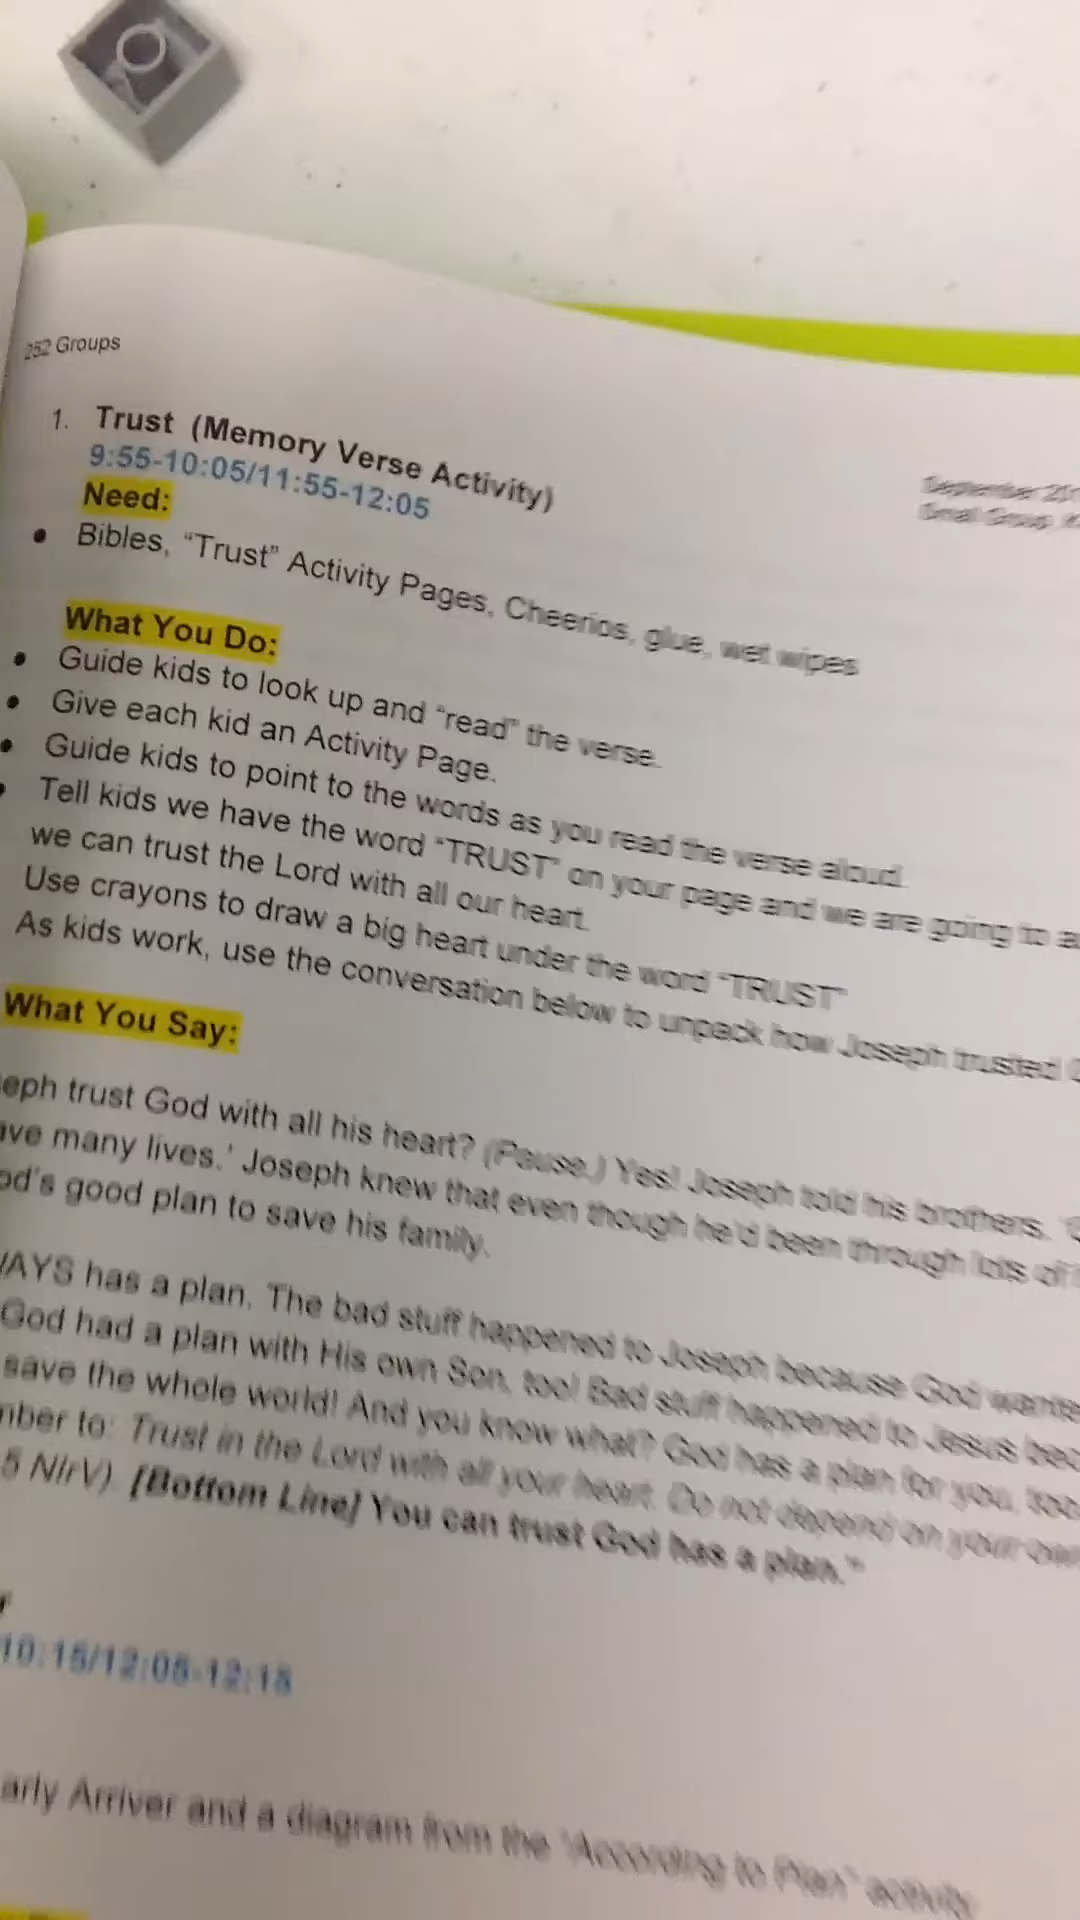 252 Groups
September 201
Small Group, K
1. Trust (Memory Verse Activity)
9:55-10:05/11:55-12:05
Need:
• Bibles, “Trust” Activity Pages, Cheerios, glue, wet wipes
What You Do:
• Guide kids to look up and “read” the verse.
• Give each kid an Activity Page.
• Guide kids to point to the words as you read the verse aloud.
• Tell kids we have the word “TRUST” on your page and we are going to
we can trust the Lord with all our heart.
Use crayons to draw a big heart under the word “TRUST”
As kids work, use the conversation below to unpack how Joseph trusted
What You Say:
eph trust God with all his heart? (Pause.) Yes! Joseph told his brothers,
ave many lives.' Joseph knew that even though he'd been through lots of
od's good plan to save his family.
WAYS has a plan. The bad stuff happened to Joseph because God wante
God had a plan with His own Son, too! Bad stuff happened to Jesus bec
save the whole world! And you know what? God has a plan for you, too
mber to: Trust in the Lord with all your heart. Do not depend on your own
5 NIrV). [Bottom Line] You can trust God has a plan.”
10:15/12:05-12:15
arly Arriver and a diagram from the “According to Plan” activity